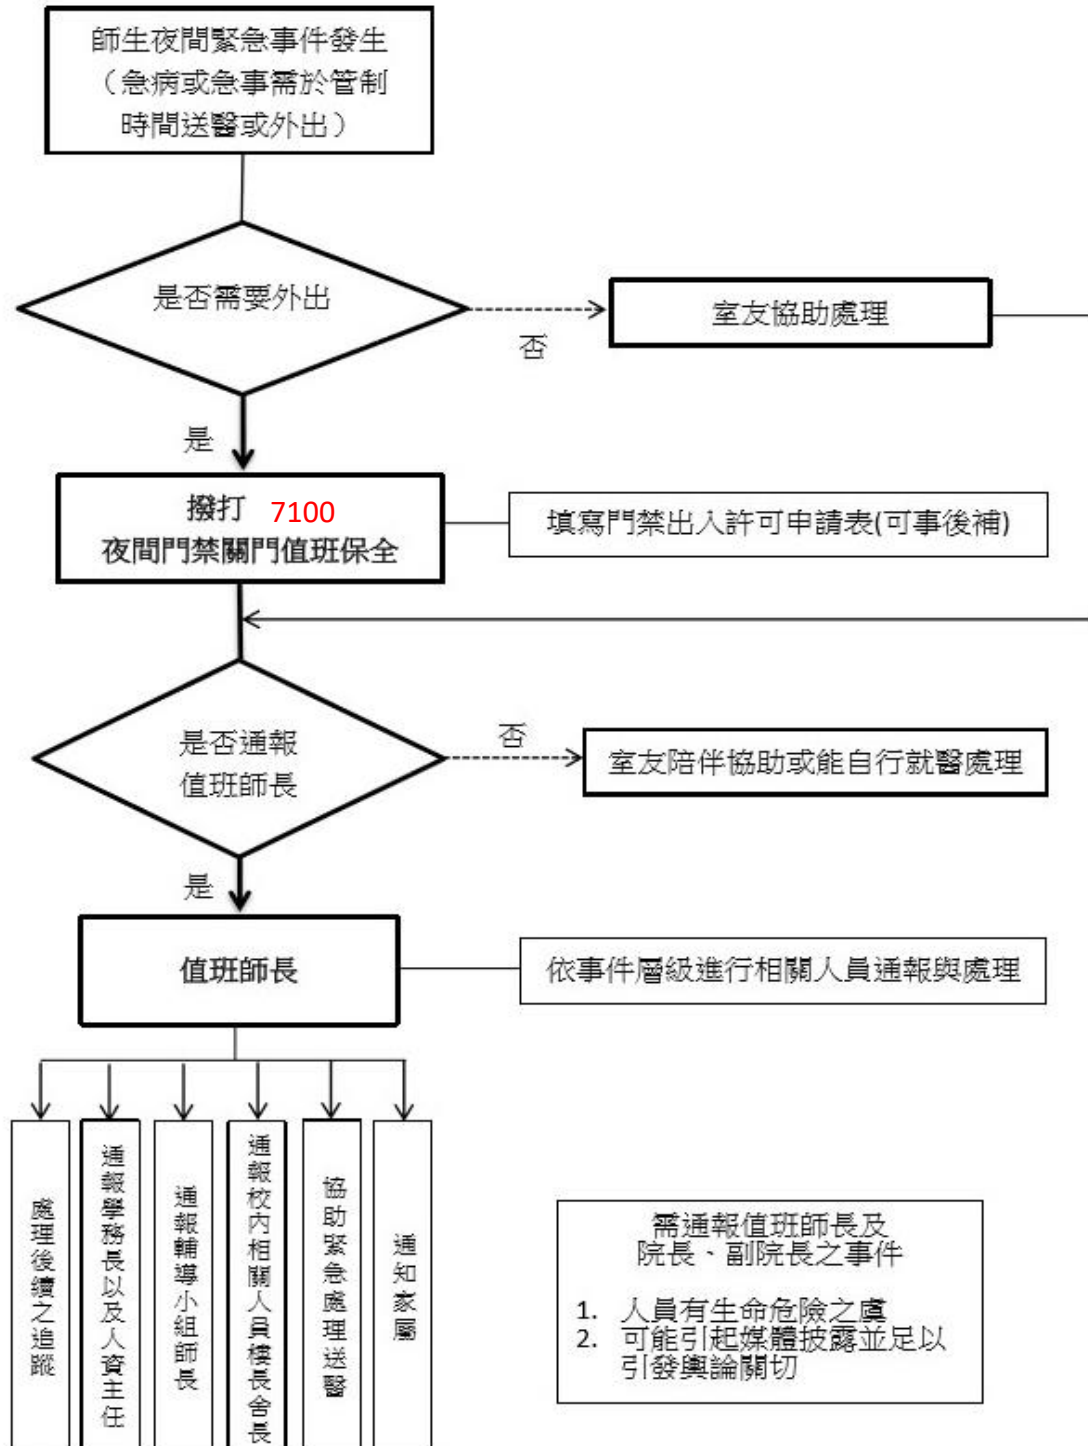 師生夜間緊急事件發生
（急病或急事需於管制
時間送醫或外出）
是否需要外出
否
室友協助處理
是
撥打 7100
夜間門禁關門值班保全
填寫門禁出入許可申請表(可事後補)
是否通報
值班師長
否
室友陪伴協助或能自行就醫處理
是
值班師長
依事件層級進行相關人員通報與處理
處理後續之追蹤
通報學務長以及人資主任
通報輔導小組師長
通報校內相關人員樓長舍長
協助緊急處理送醫
通知家屬
需通報值班師長及
院長、副院長之事件
1. 人員有生命危險之虞
2. 可能引起媒體披露並足以
引發輿論關切